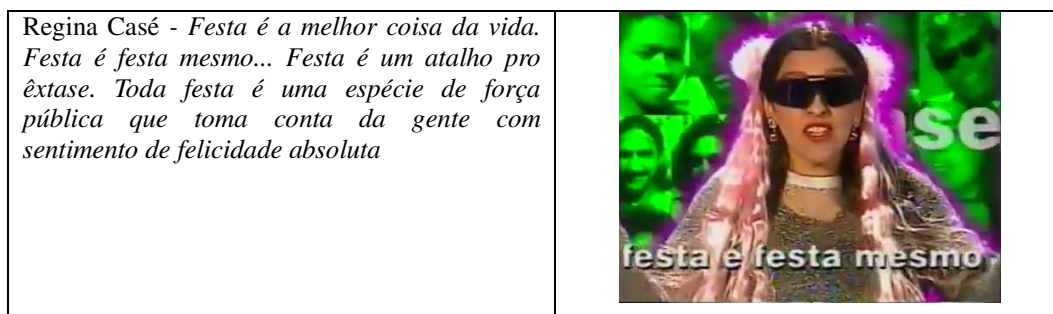 Regina Casé - Festa é a melhor coisa da vida.
Festa é festa mesmo... Festa é um atalho pro
êxtase. Toda festa é uma espécie de força
pública que toma conta da gente com
sentimento de felicidade absoluta
se
festa é festa mesmo